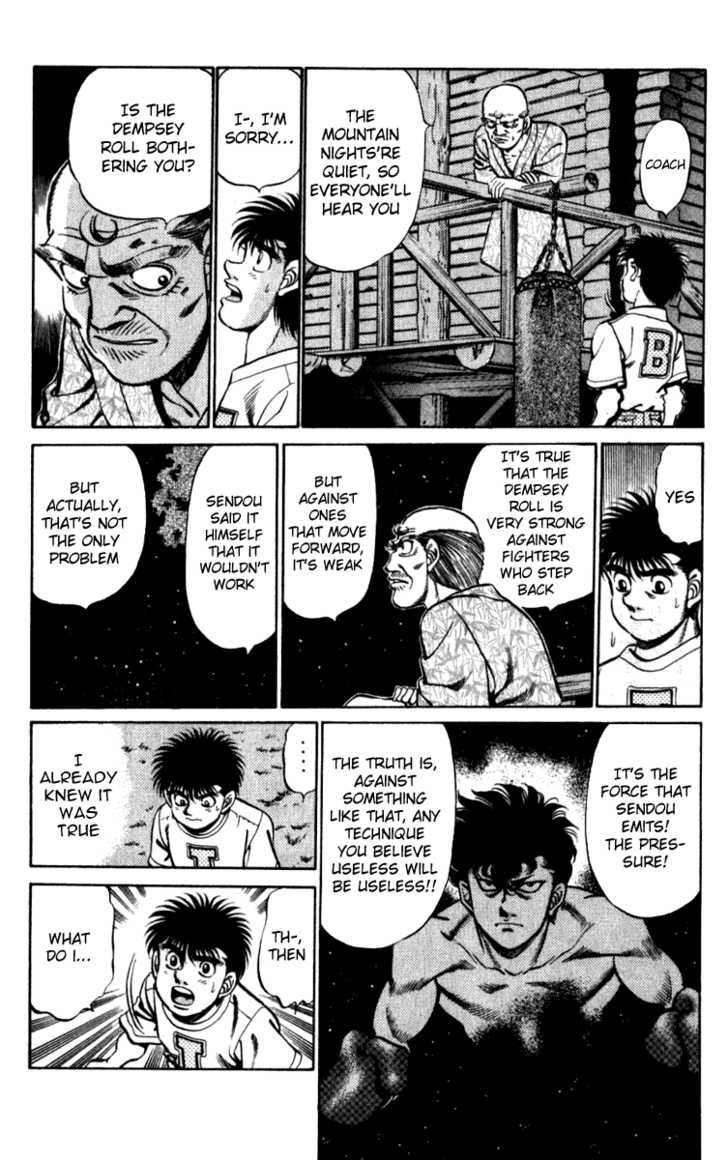 COACH
B
THE
MOUNTAIN
NIGHTS'RE
QUIET, SO
EVERYONE'LL
HEAR YOU
I-, I'M
SORRY...
IS THE
DEMPSEY
ROLL BOTH-
ERING YOU?
YES
IT'S TRUE
THAT THE
DEMPSEY
ROLL IS
VERY STRONG
AGAINST
FIGHTERS
WHO STEP
BACK
BUT
AGAINST
ONES
THAT MOVE
FORWARD,
IT'S WEAK
SENDOU
SAID IT
HIMSELF
THAT IT
WOULDN'T
WORK
BUT
ACTUALLY,
THAT'S NOT
THE ONLY
PROBLEM
IT'S THE
FORCE THAT
SENDOU
EMITS!
THE PRES-
SURE!
THE TRUTH IS,
AGAINST
SOMETHING
LIKE THAT, ANY
TECHNIQUE
YOU BELIEVE
USELESS WILL
BE USELESS!!
....
I
ALREADY
KNEW IT
WAS
TRUE
I
TH-,
THEN
WHAT
DO I...
I